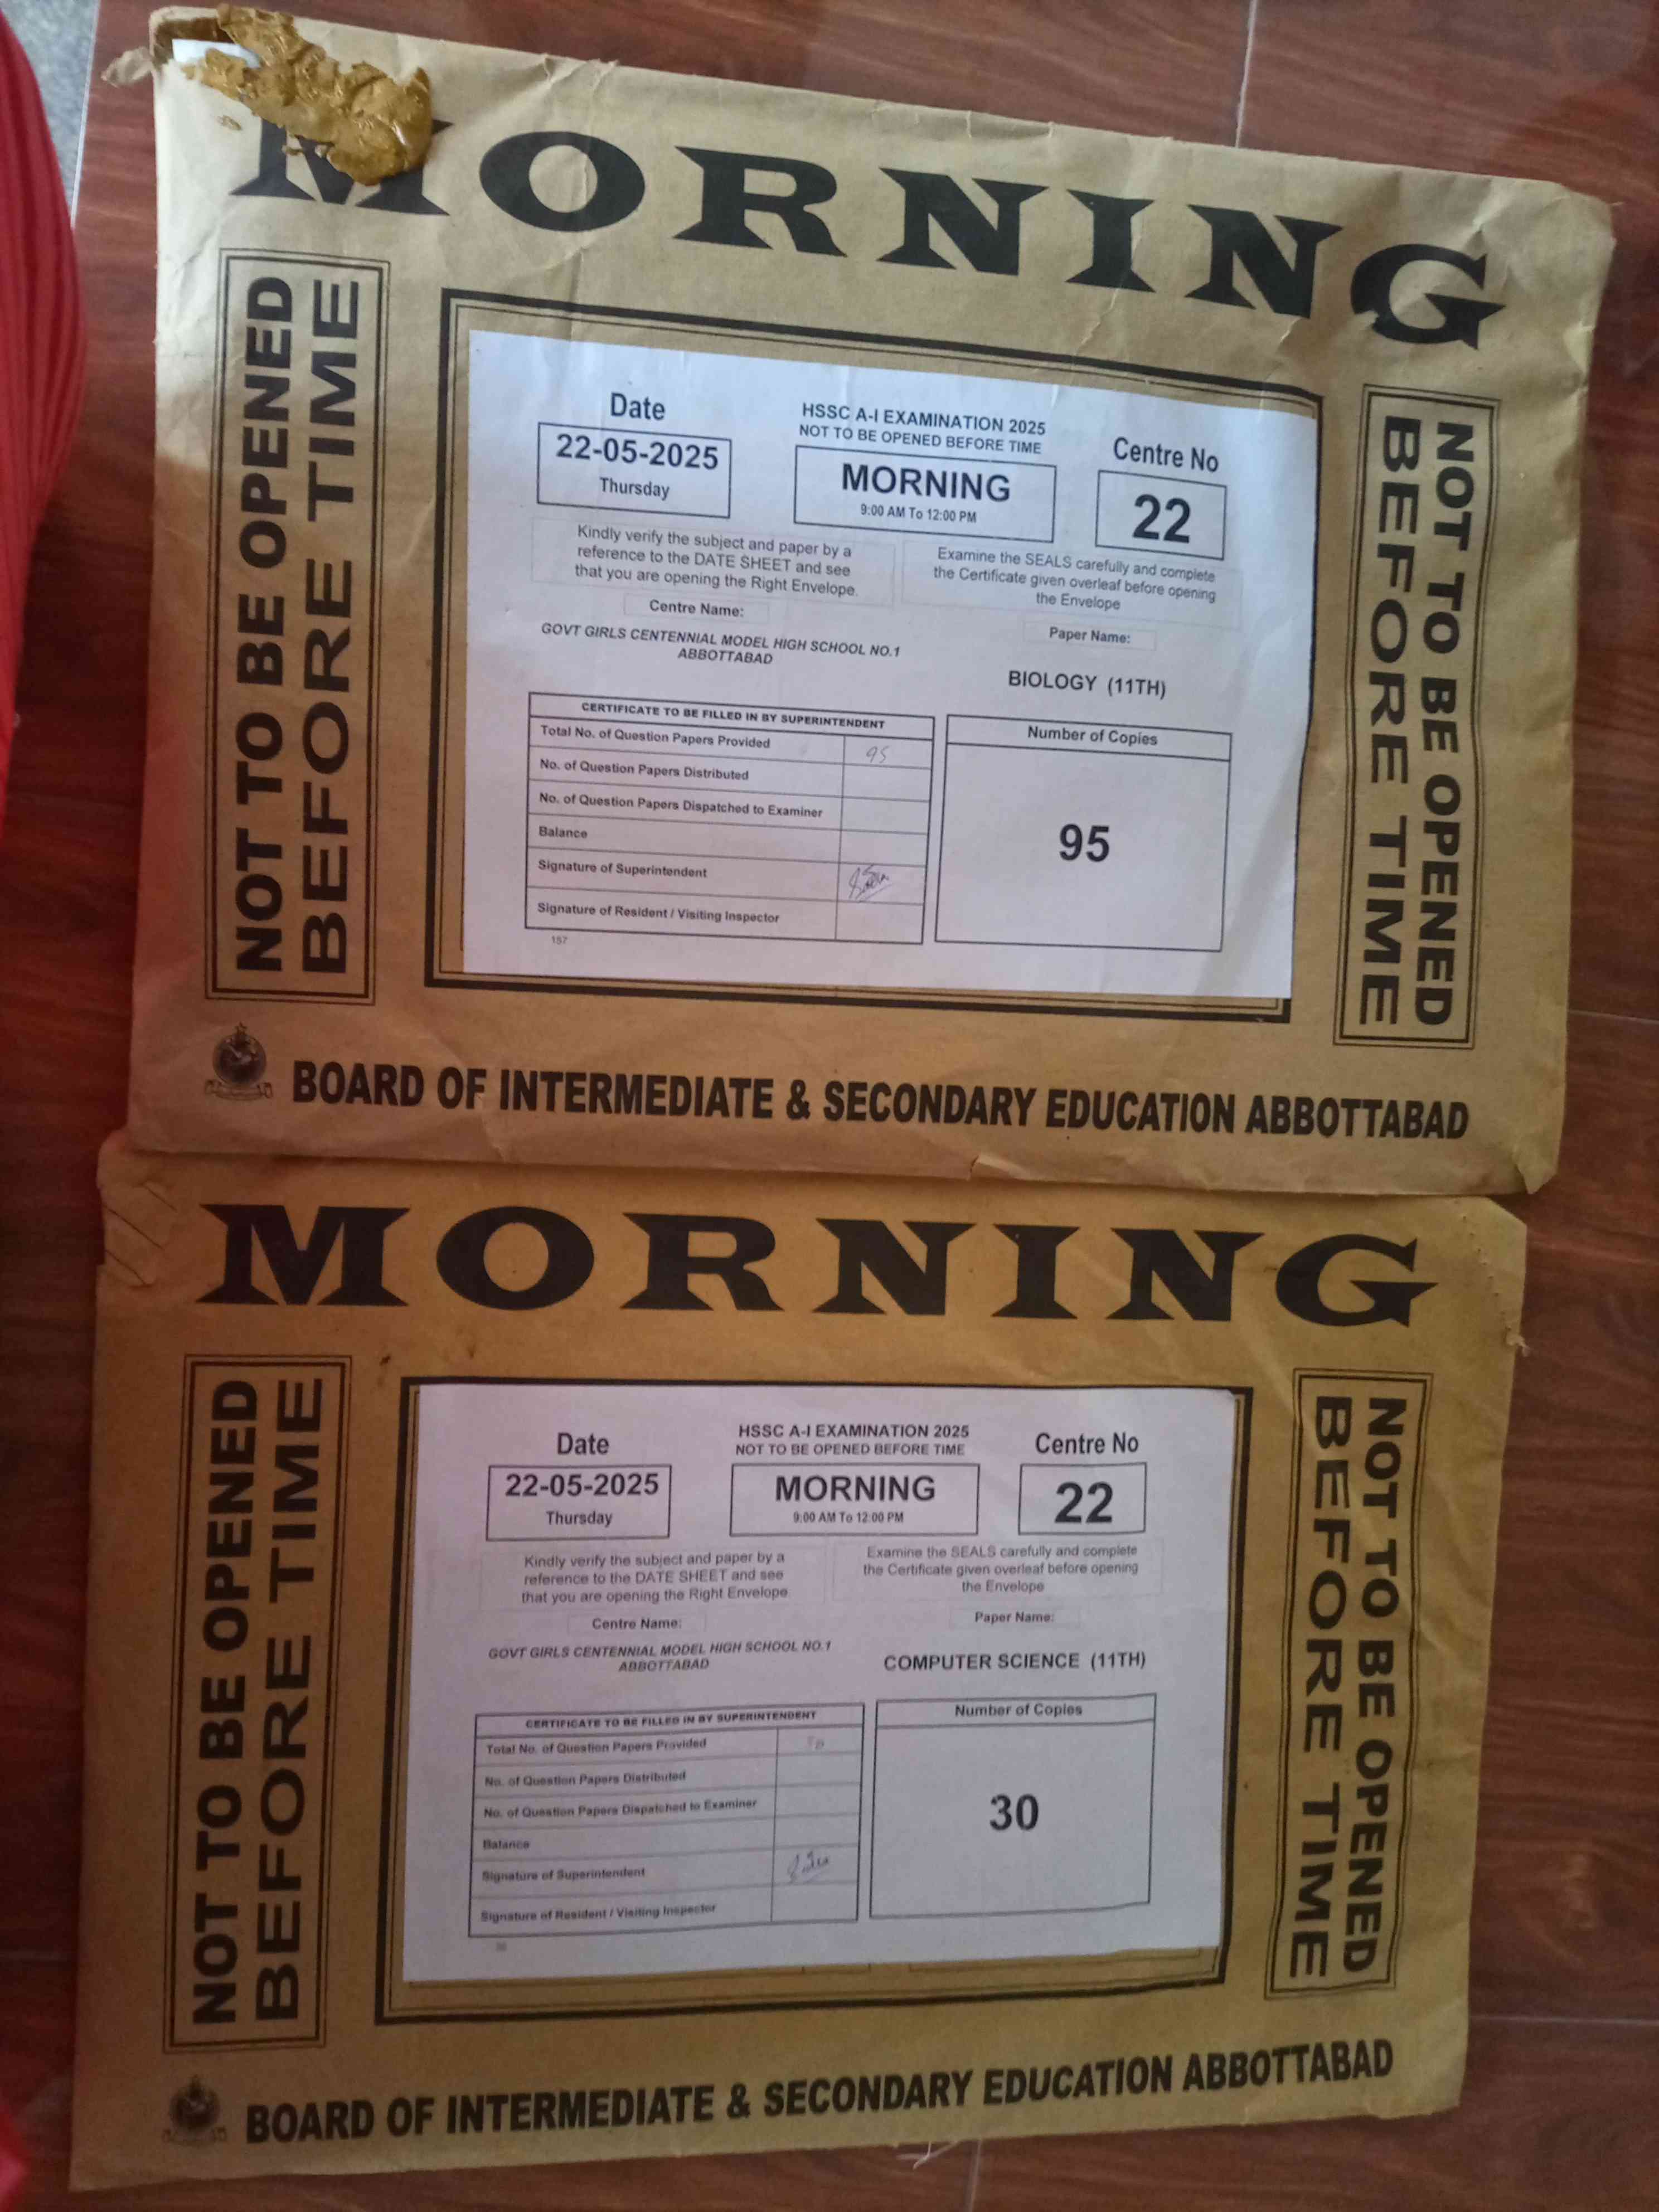 MORNING
NOT TO BE OPENED
BEFORE TIME
Date
22-05-2025
Thursday
HSSC A-I EXAMINATION 2025
NOT TO BE OPENED BEFORE TIME
MORNING
9:00 AM To 12:00 PM
Centre No
22
Kindly verify the subject and paper by a
reference to the DATE SHEET and see
that you are opening the Right Envelope.
Examine the SEALS carefully and complete
the Certificate given overleaf before opening
the Envelope
Centre Name:
GOVT GIRLS CENTENNIAL MODEL HIGH SCHOOL NO.1
ABBOTTABAD
Paper Name:
BIOLOGY (11TH)
CERTIFICATE TO BE FILLED IN BY SUPERINTENDENT
Total No. of Question Papers Provided 95
No. of Question Papers Distributed
No. of Question Papers Dispatched to Examiner
Balance
Signature of Superintendent
Signature of Resident / Visiting Inspector
157
Number of Copies
95
NOT TO BE OPENED
BEFORE TIME
BOARD OF INTERMEDIATE & SECONDARY EDUCATION ABBOTTABAD
MORNING
NOT TO BE OPENED
BEFORE TIME
Date
22-05-2025
Thursday
HSSC A-I EXAMINATION 2025
NOT TO BE OPENED BEFORE TIME
MORNING
9:00 AM To 12:00 PM
Centre No
22
Kindly verify the subject and paper by a
reference to the DATE SHEET and see
that you are opening the Right Envelope
Examine the SEALS carefully and complete
the Certificate given overleaf before opening
the Envelope
Centre Name:
GOVT GIRLS CENTENNIAL MODEL HIGH SCHOOL NO.1
ABBOTTABAD
Paper Name:
COMPUTER SCIENCE (11TH)
CERTIFICATE TO BE FILLED IN BY SUPERINTENDENT
Total No. of Question Papers Provided
No. of Question Papers Distributed
No. of Question Papers Dispatched to Examiner
Balance
Signature of Superintendent
Signature of Resident / Visiting Inspector
Number of Copies
30
NOT TO BE OPENED
BEFORE TIME
BOARD OF INTERMEDIATE & SECONDARY EDUCATION ABBOTTABAD